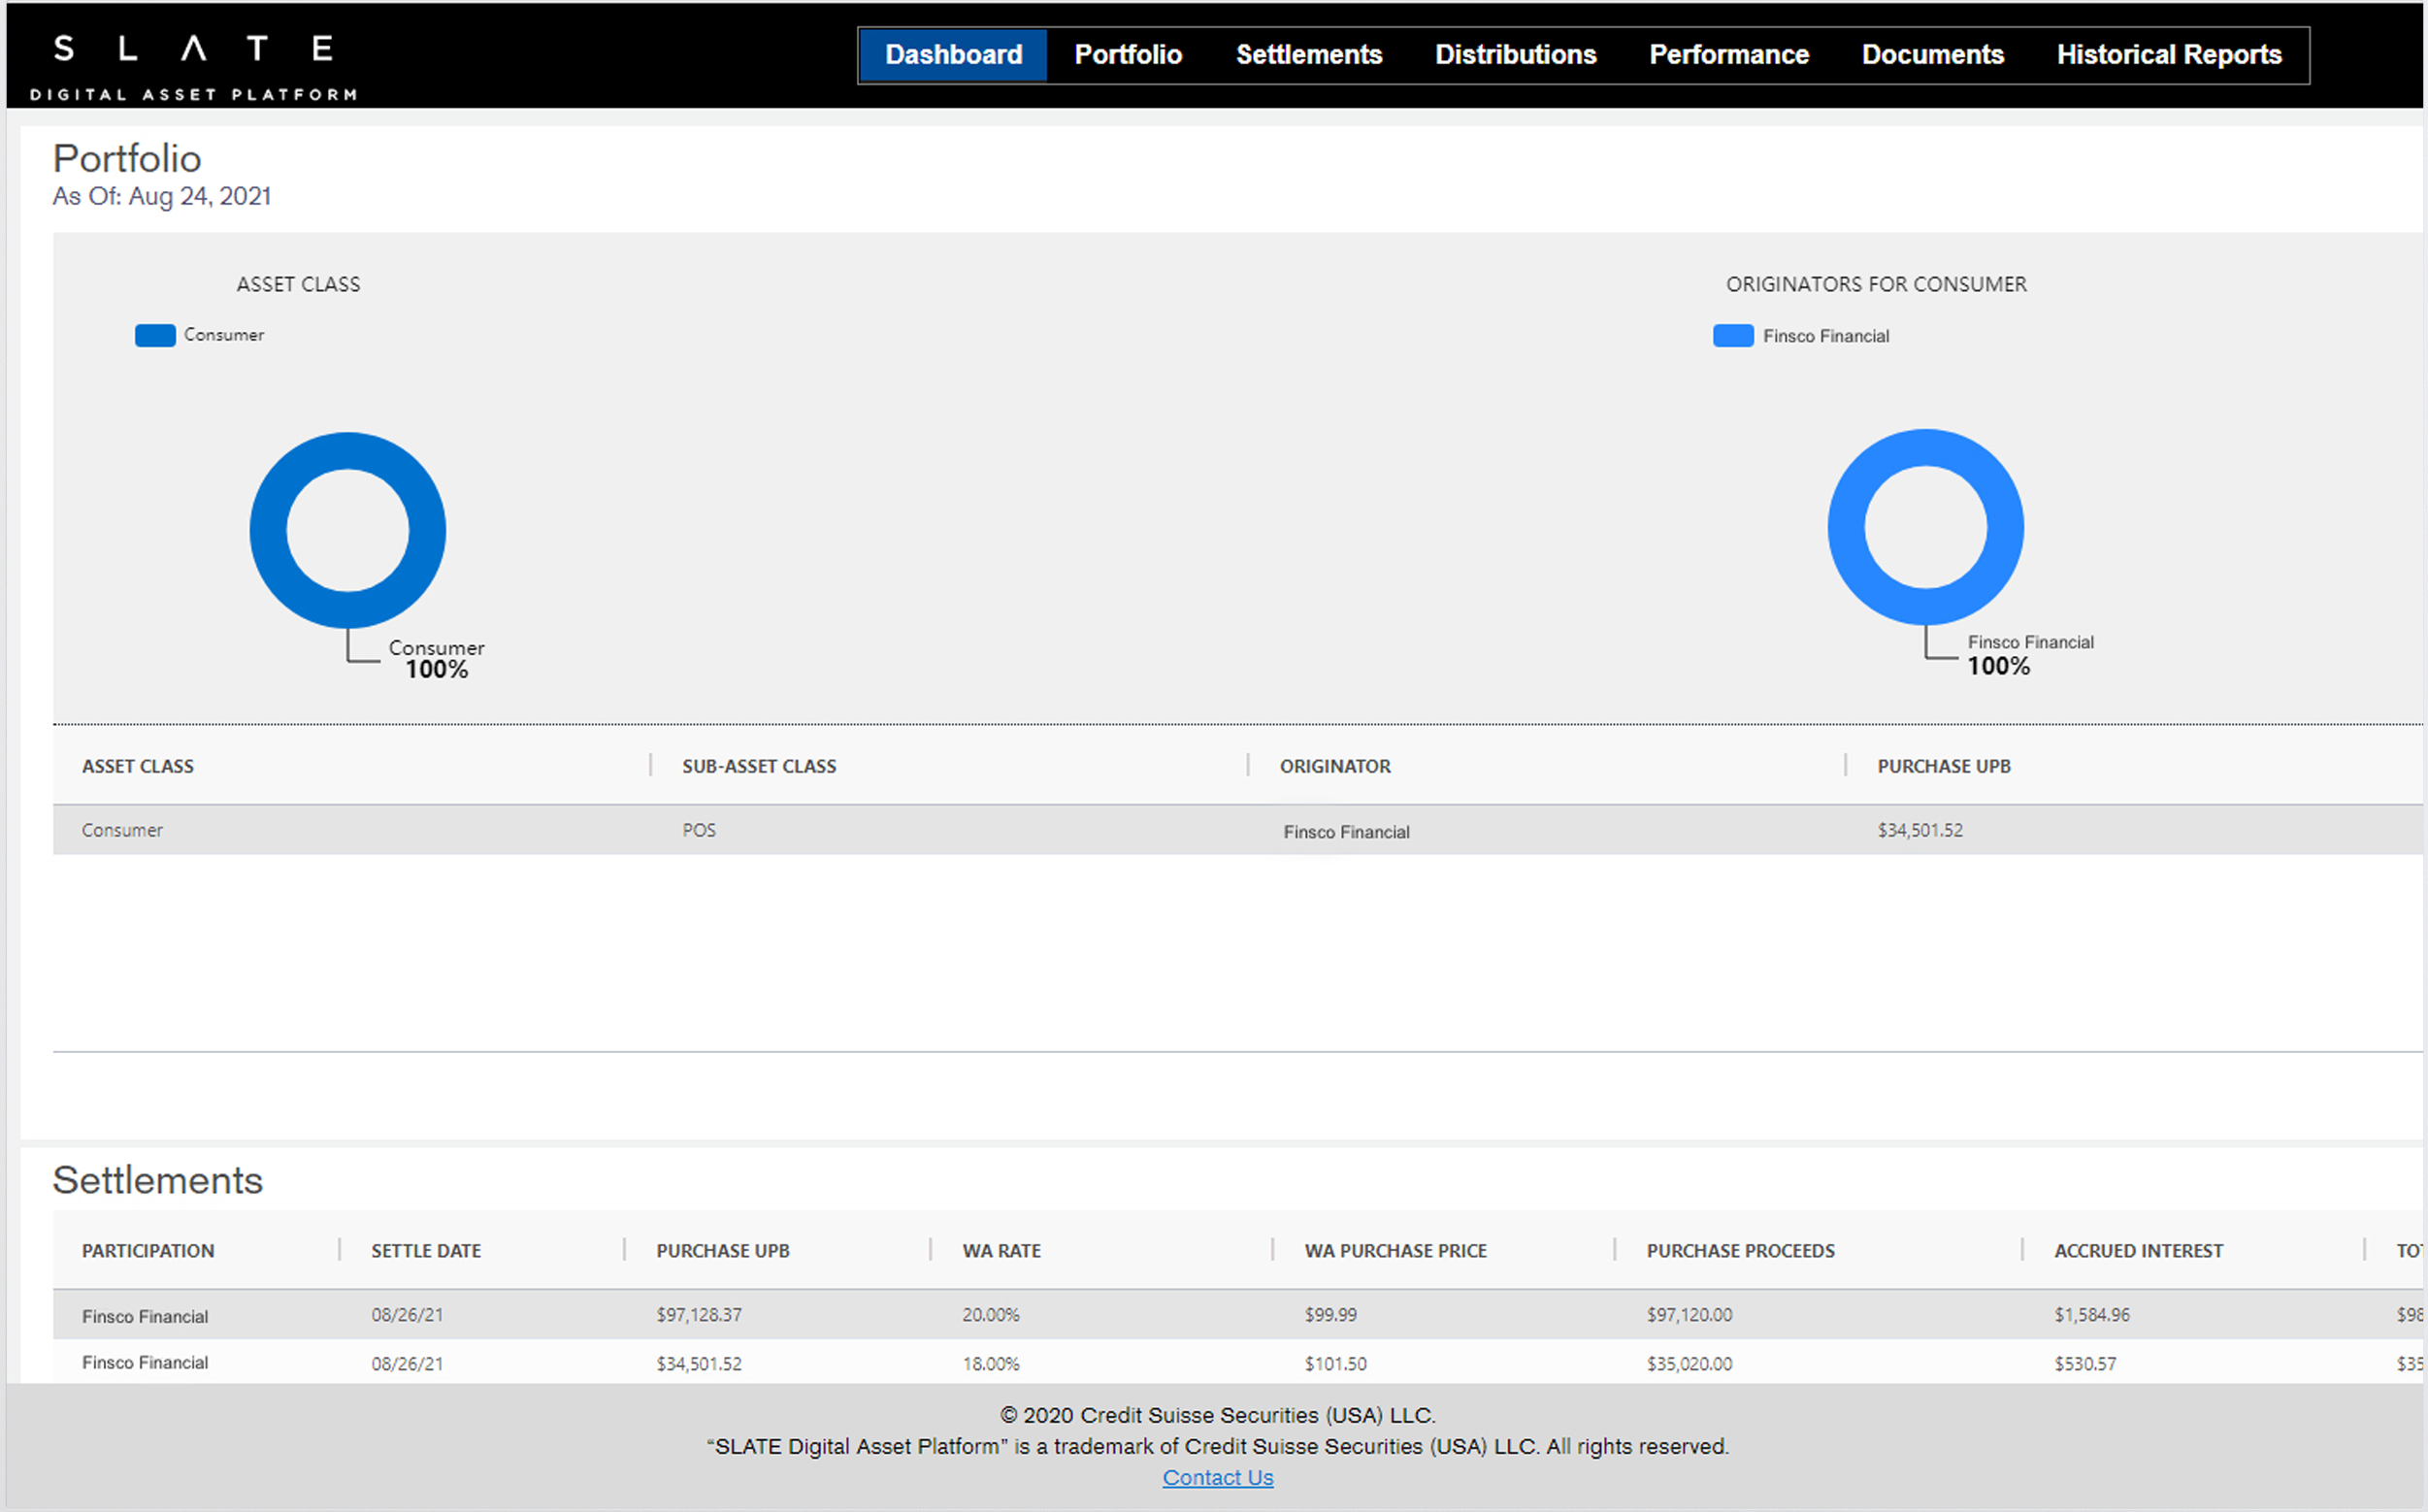 SLATE
DIGITAL ASSET PLATFORM
Dashboard Portfolio Settlements Distributions Performance Documents Historical Reports
Portfolio
As Of: Aug 24, 2021
ASSET CLASS
Consumer
Consumer
100%
ORIGINATORS FOR CONSUMER
Finsco Financial
Finsco Financial
100%
ASSET CLASS SUB-ASSET CLASS ORIGINATOR PURCHASE UPB
Consumer POS Finsco Financial $34,501.52
Settlements
PARTICIPATION SETTLE DATE PURCHASE UPB WA RATE WA PURCHASE PRICE PURCHASE PROCEEDS ACCRUED INTEREST
Finsco Financial 08/26/21 $97,128.37 20.00% $99.99 $97,120.00 $1,584.96
Finsco Financial 08/26/21 $34,501.52 18.00% $101.50 $35,020.00 $530.57
© 2020 Credit Suisse Securities (USA) LLC.
“SLATE Digital Asset Platform” is a trademark of Credit Suisse Securities (USA) LLC. All rights reserved.
Contact Us